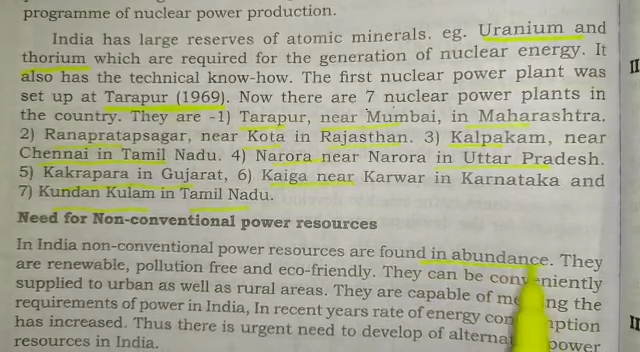 programme of nuclear power production.
India has large reserves of atomic minerals. eg. Uranium and
thorium which are required for the generation of nuclear energy. It
also has the technical know-how. The first nuclear power plant was
set up at Tarapur (1969). Now there are 7 nuclear power plants in
the country. They are -1) Tarapur, near Mumbai, in Maharashtra.
2) Ranapratapsagar, near Kota in Rajasthan. 3) Kalpakam, near
Chennai in Tamil Nadu. 4) Narora near Narora in Uttar Pradesh.
5) Kakrapara in Gujarat, 6) Kaiga near Karwar in Karnataka and
7) Kundan Kulam in Tamil Nadu.
Need for Non-conventional power resources
In India non-conventional power resources are found in abundance. They
are renewable, pollution free and eco-friendly. They can be conveniently
supplied to urban as well as rural areas. They are capable of the
requirements of power in India, In recent years rate of energy
has increased. Thus there is urgent need to develop of power
resources in India.